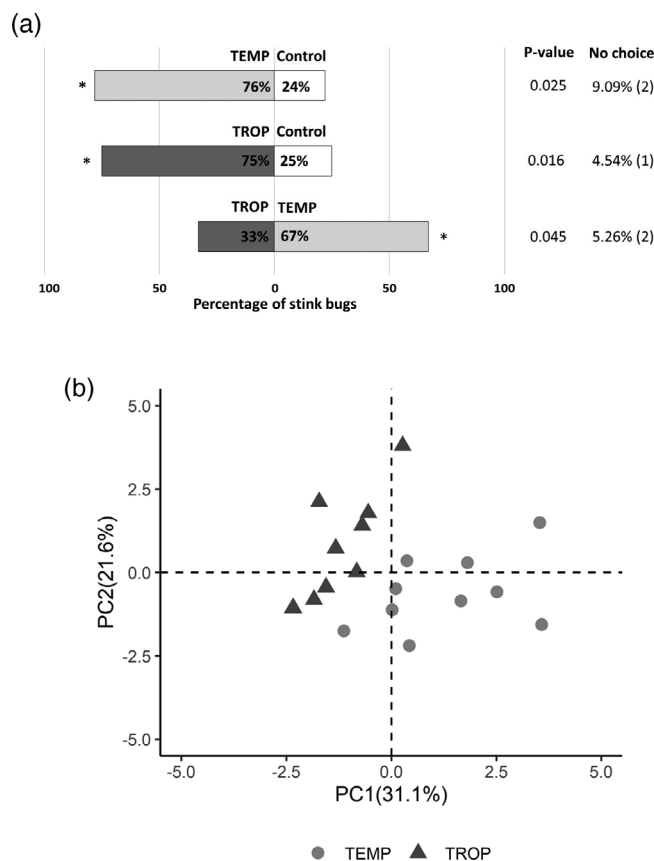 (a)
TEMP Control P-value No choice
* 76% 24% 0.025 9.09% (2)
TROP Control
* 75% 25% 0.016 4.54% (1)
TROP TEMP
33% 67% * 0.045 5.26% (2)
100 50 0 50 100
Percentage of stink bugs
(b)
5.0
2.5
0.0
-2.5
-5.0
PC2(21.6%)
-5.0 -2.5 0.0 2.5 5.0
PC1(31.1%)
TEMP TROP